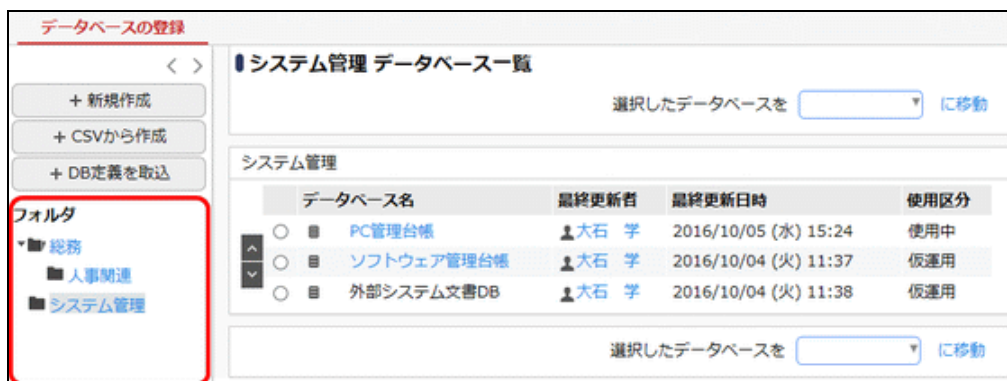 データベースの登録
< >
+ 新規作成
+ CSVから作成
+ DB定義を取込
フォルダ
総務
人事関連
システム管理
システム管理 データベース一覧
選択したデータベースを に移動
システム管理
データベース名 最終更新者 最終更新日時 使用区分
PC管理台帳 大石 学 2016/10/05 (水) 15:24 使用中
ソフトウェア管理台帳 大石 学 2016/10/04 (火) 11:37 仮運用
外部システム文書DB 大石 学 2016/10/04 (火) 11:38 仮運用
選択したデータベースを に移動